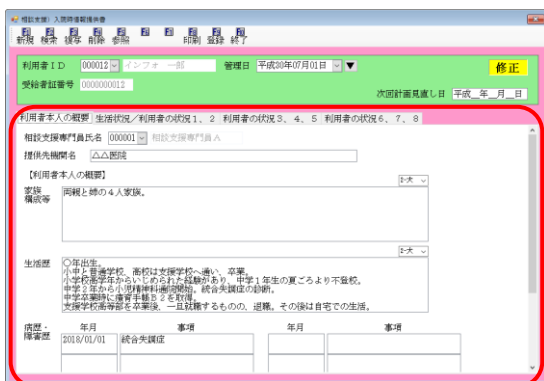 相談支援）入院時情報提供書
新規 検索 複写 削除 参照 印刷 登録 終了
利用者ID 000012 インフォ 一郎 管理日 平成30年07月01日 修正
受給者証番号 0000000012
次回計画見直し日 平成__年__月__日
利用者本人の概要 生活状況／利用者の状況１、２ 利用者の状況３、４、５ 利用者の状況６、７、８
相談支援専門員氏名 000001 相談支援専門員A
提供先機関名 △△医院
【利用者本人の概要】
家族構成等 両親と姉の４人家族。
生活歴 〇年出生。
小中と普通学校、高校は支援学校へ通い、卒業。
小学校高学年からいじめられた経験があり、中学１年生の夏ごろより不登校。
中学２年から小児精神科通院開始。統合失調症の診断。
中学卒業時に療育手帳Ｂ２を取得。
支援学校高等部を卒業後、一旦就職するものの、退職。その後は自宅での生活。
病歴・障害歴 年月 事項 年月 事項
2018/01/01 統合失調症